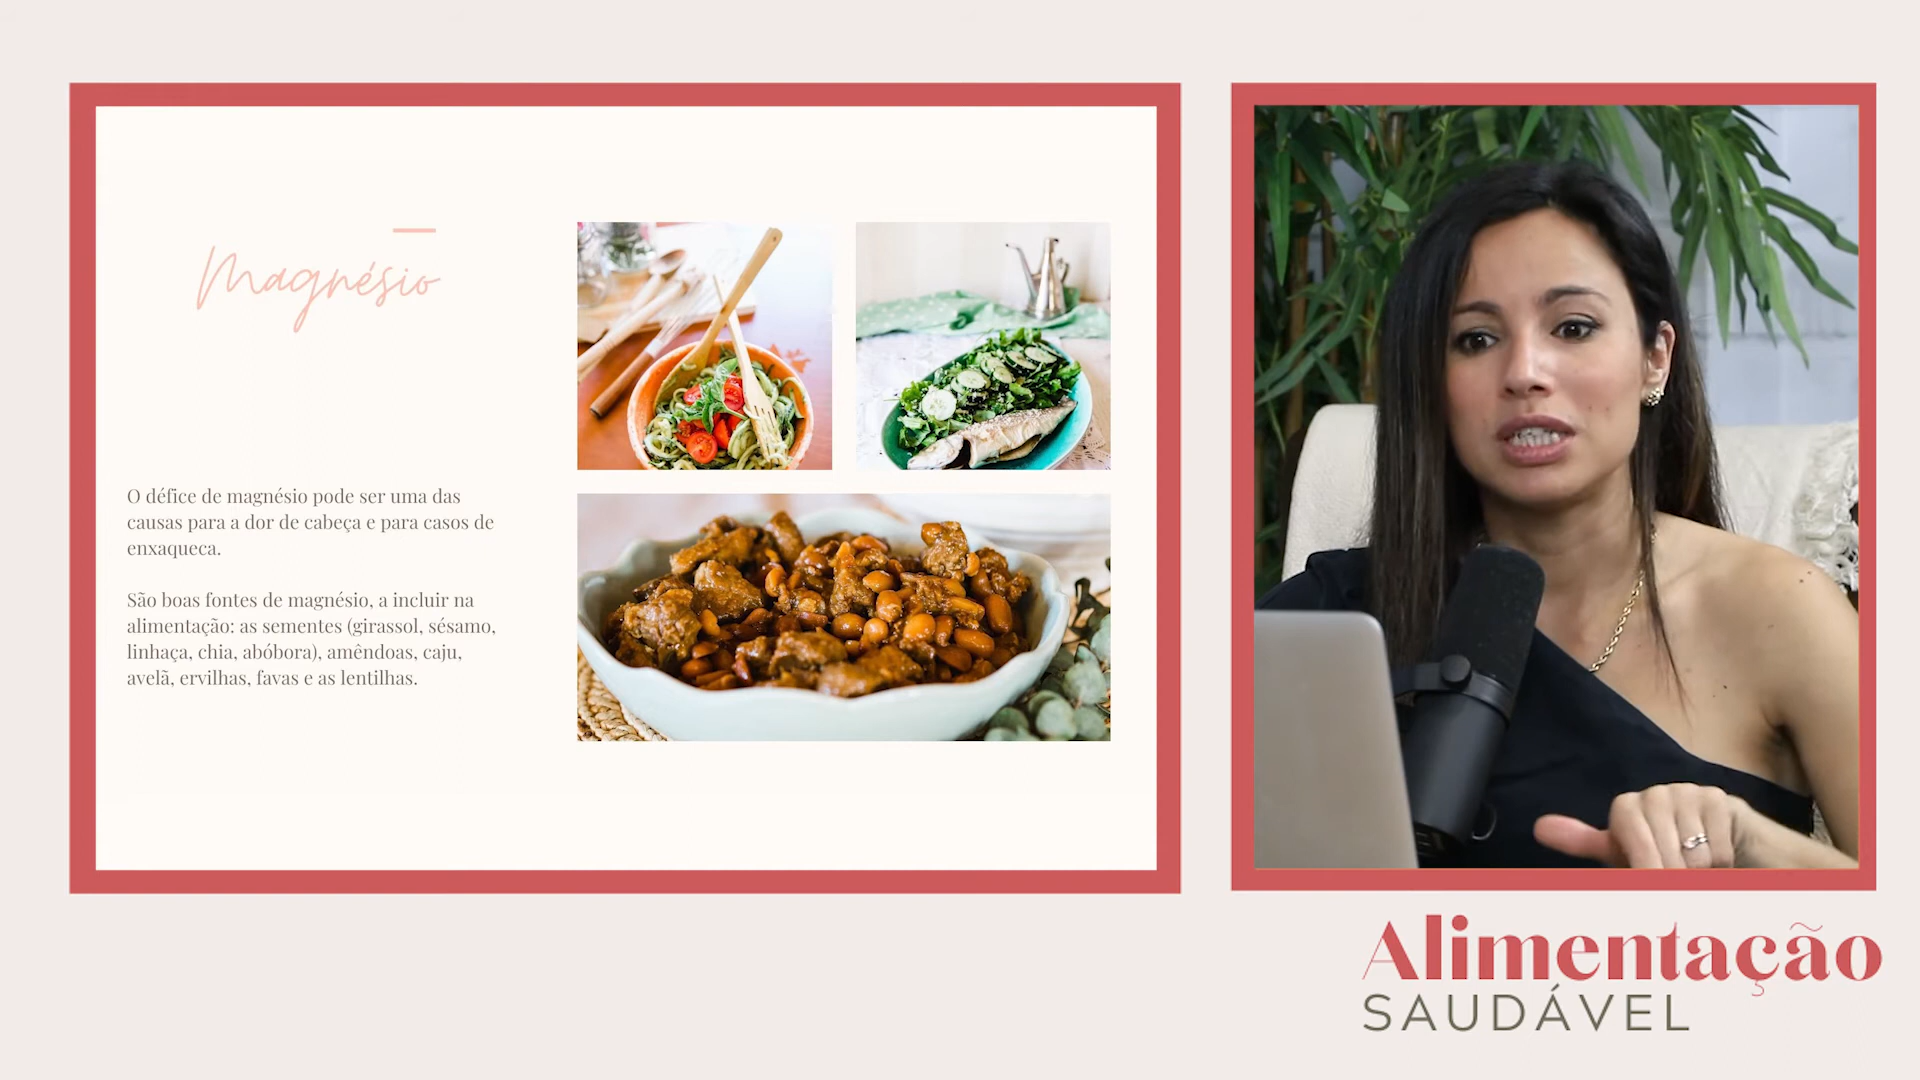 Magnésio
O défice de magnésio pode ser uma das
causas para a dor de cabeça e para casos de
enxaqueca.
São boas fontes de magnésio, a incluir na
alimentação: as sementes (girassol, sésamo,
linhaça, chia, abóbora), amêndoas, caju,
avelã, ervilhas, favas e as lentilhas.
Alimentação
SAUDÁVEL